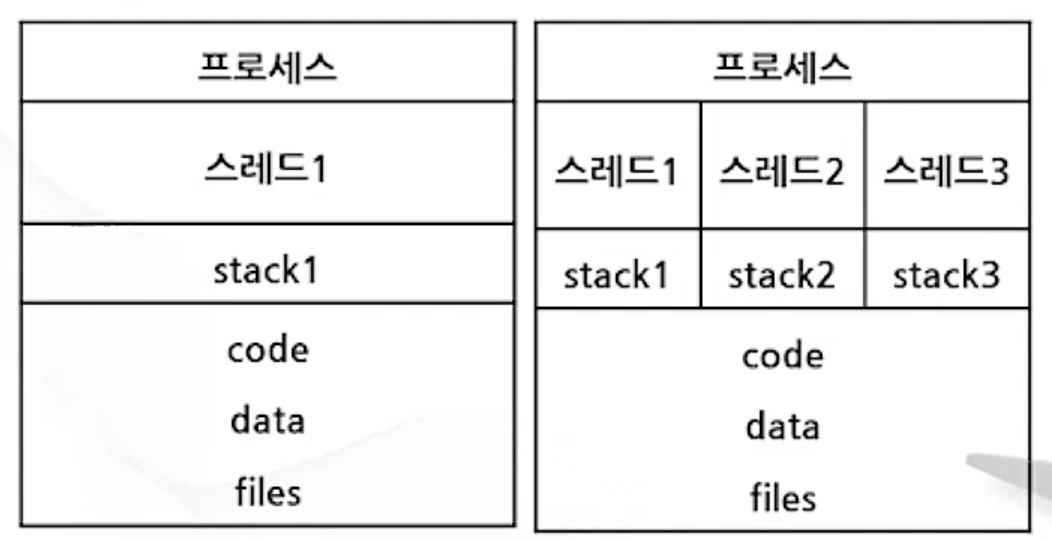 프로세스
스레드1
stack1
code
data
files
프로세스
스레드1 스레드2 스레드3
stack1 stack2 stack3
code
data
files